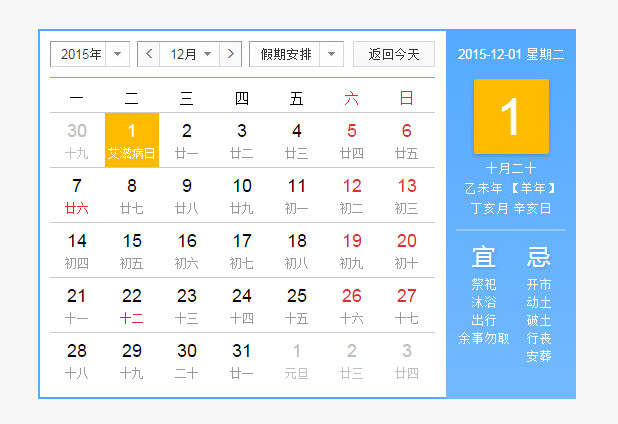 2015年 12月 假期安排 返回今天
一 二 三 四 五 六 日
30 1 2 3 4 5 6
十九 艾滋病日 廿一 廿二 廿三 廿四 廿五
7 8 9 10 11 12 13
廿六 廿七 廿八 廿九 初一 初二 初三
14 15 16 17 18 19 20
初四 初五 初六 初七 初八 初九 初十
21 22 23 24 25 26 27
十一 十二 十三 十四 十五 十六 十七
28 29 30 31 1 2 3
十八 十九 二十 廿一 元旦 廿三 廿四
2015-12-01 星期二
1
十月二十
乙未年【羊年】
丁亥月 辛亥日
宜 忌
祭祀 开市
沐浴 动土
出行 破土
余事勿取 行丧
安葬